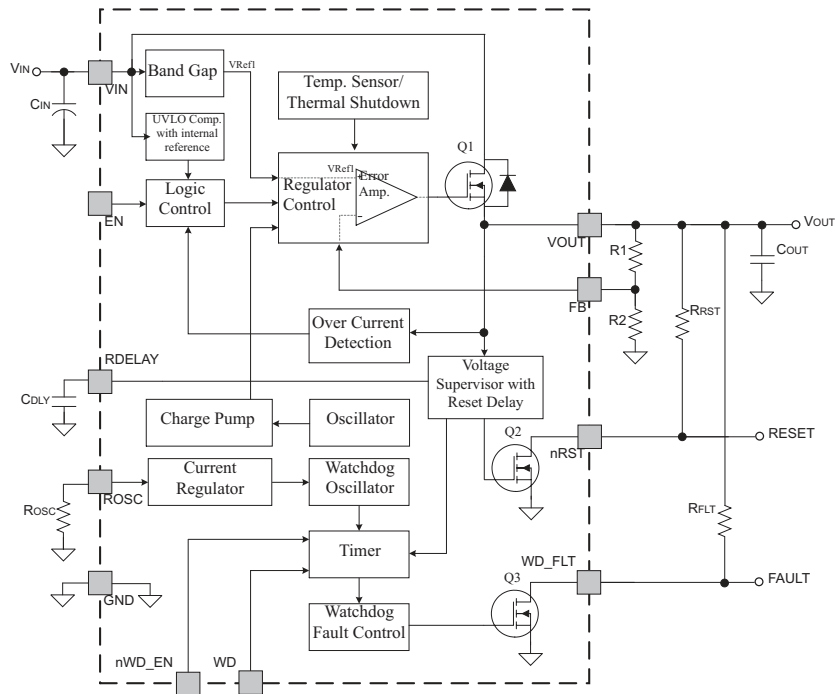 VIN
CIN
VIN
Band Gap
VRef1
UVLO Comp.
with internal
reference
EN
Logic
Control
Temp. Sensor/
Thermal Shutdown
Regulator
Control
VRef1
+
Error
Amp.
-
Q1
VOUT
VOUT
COUT
R1
FB
R2
RRST
Over Current
Detection
RDELAY
CDLY
Voltage
Supervisor with
Reset Delay
Charge Pump
Oscillator
Q2
nRST
RESET
ROSC
ROSC
Current
Regulator
Watchdog
Oscillator
RFLT
Timer
WD_FLT
FAULT
GND
Q3
Watchdog
Fault Control
nWD_EN
WD